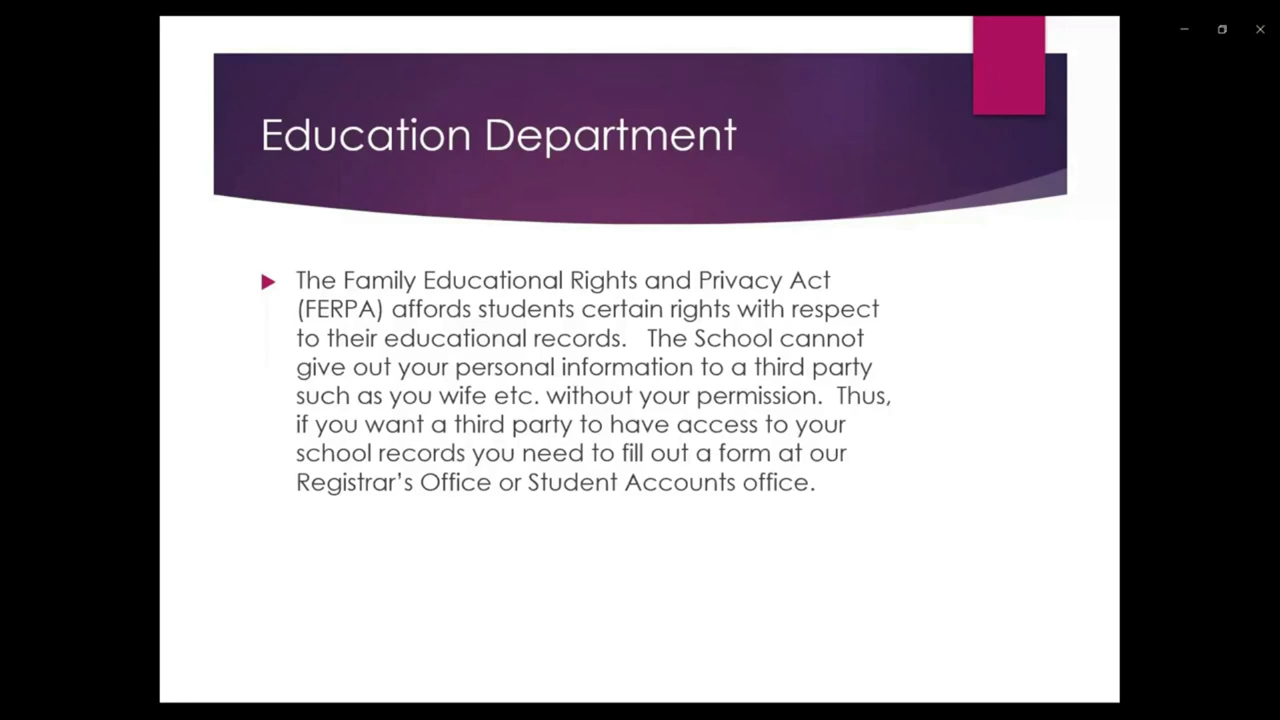 Education Department
The Family Educational Rights and Privacy Act
(FERPA) affords students certain rights with respect
to their educational records.   The School cannot
give out your personal information to a third party
such as you wife etc. without your permission.  Thus,
if you want a third party to have access to your
school records you need to fill out a form at our
Registrar’s Office or Student Accounts office.